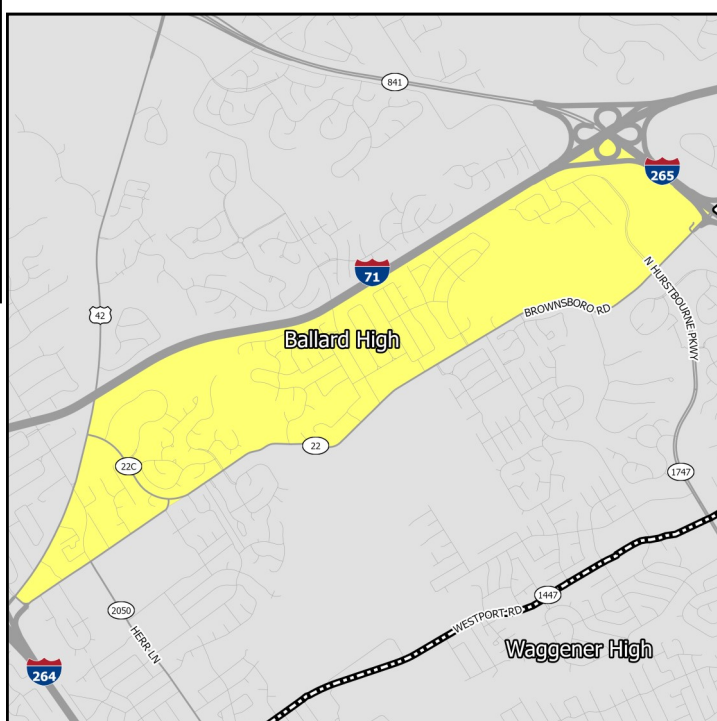 841
265
71
N HURSTBOURNE PKWY
BROWNSBORO RD
42
Ballard High
22
22C
1747
1447
WESTPORT RD
2050
HERR LN
Waggener High
264